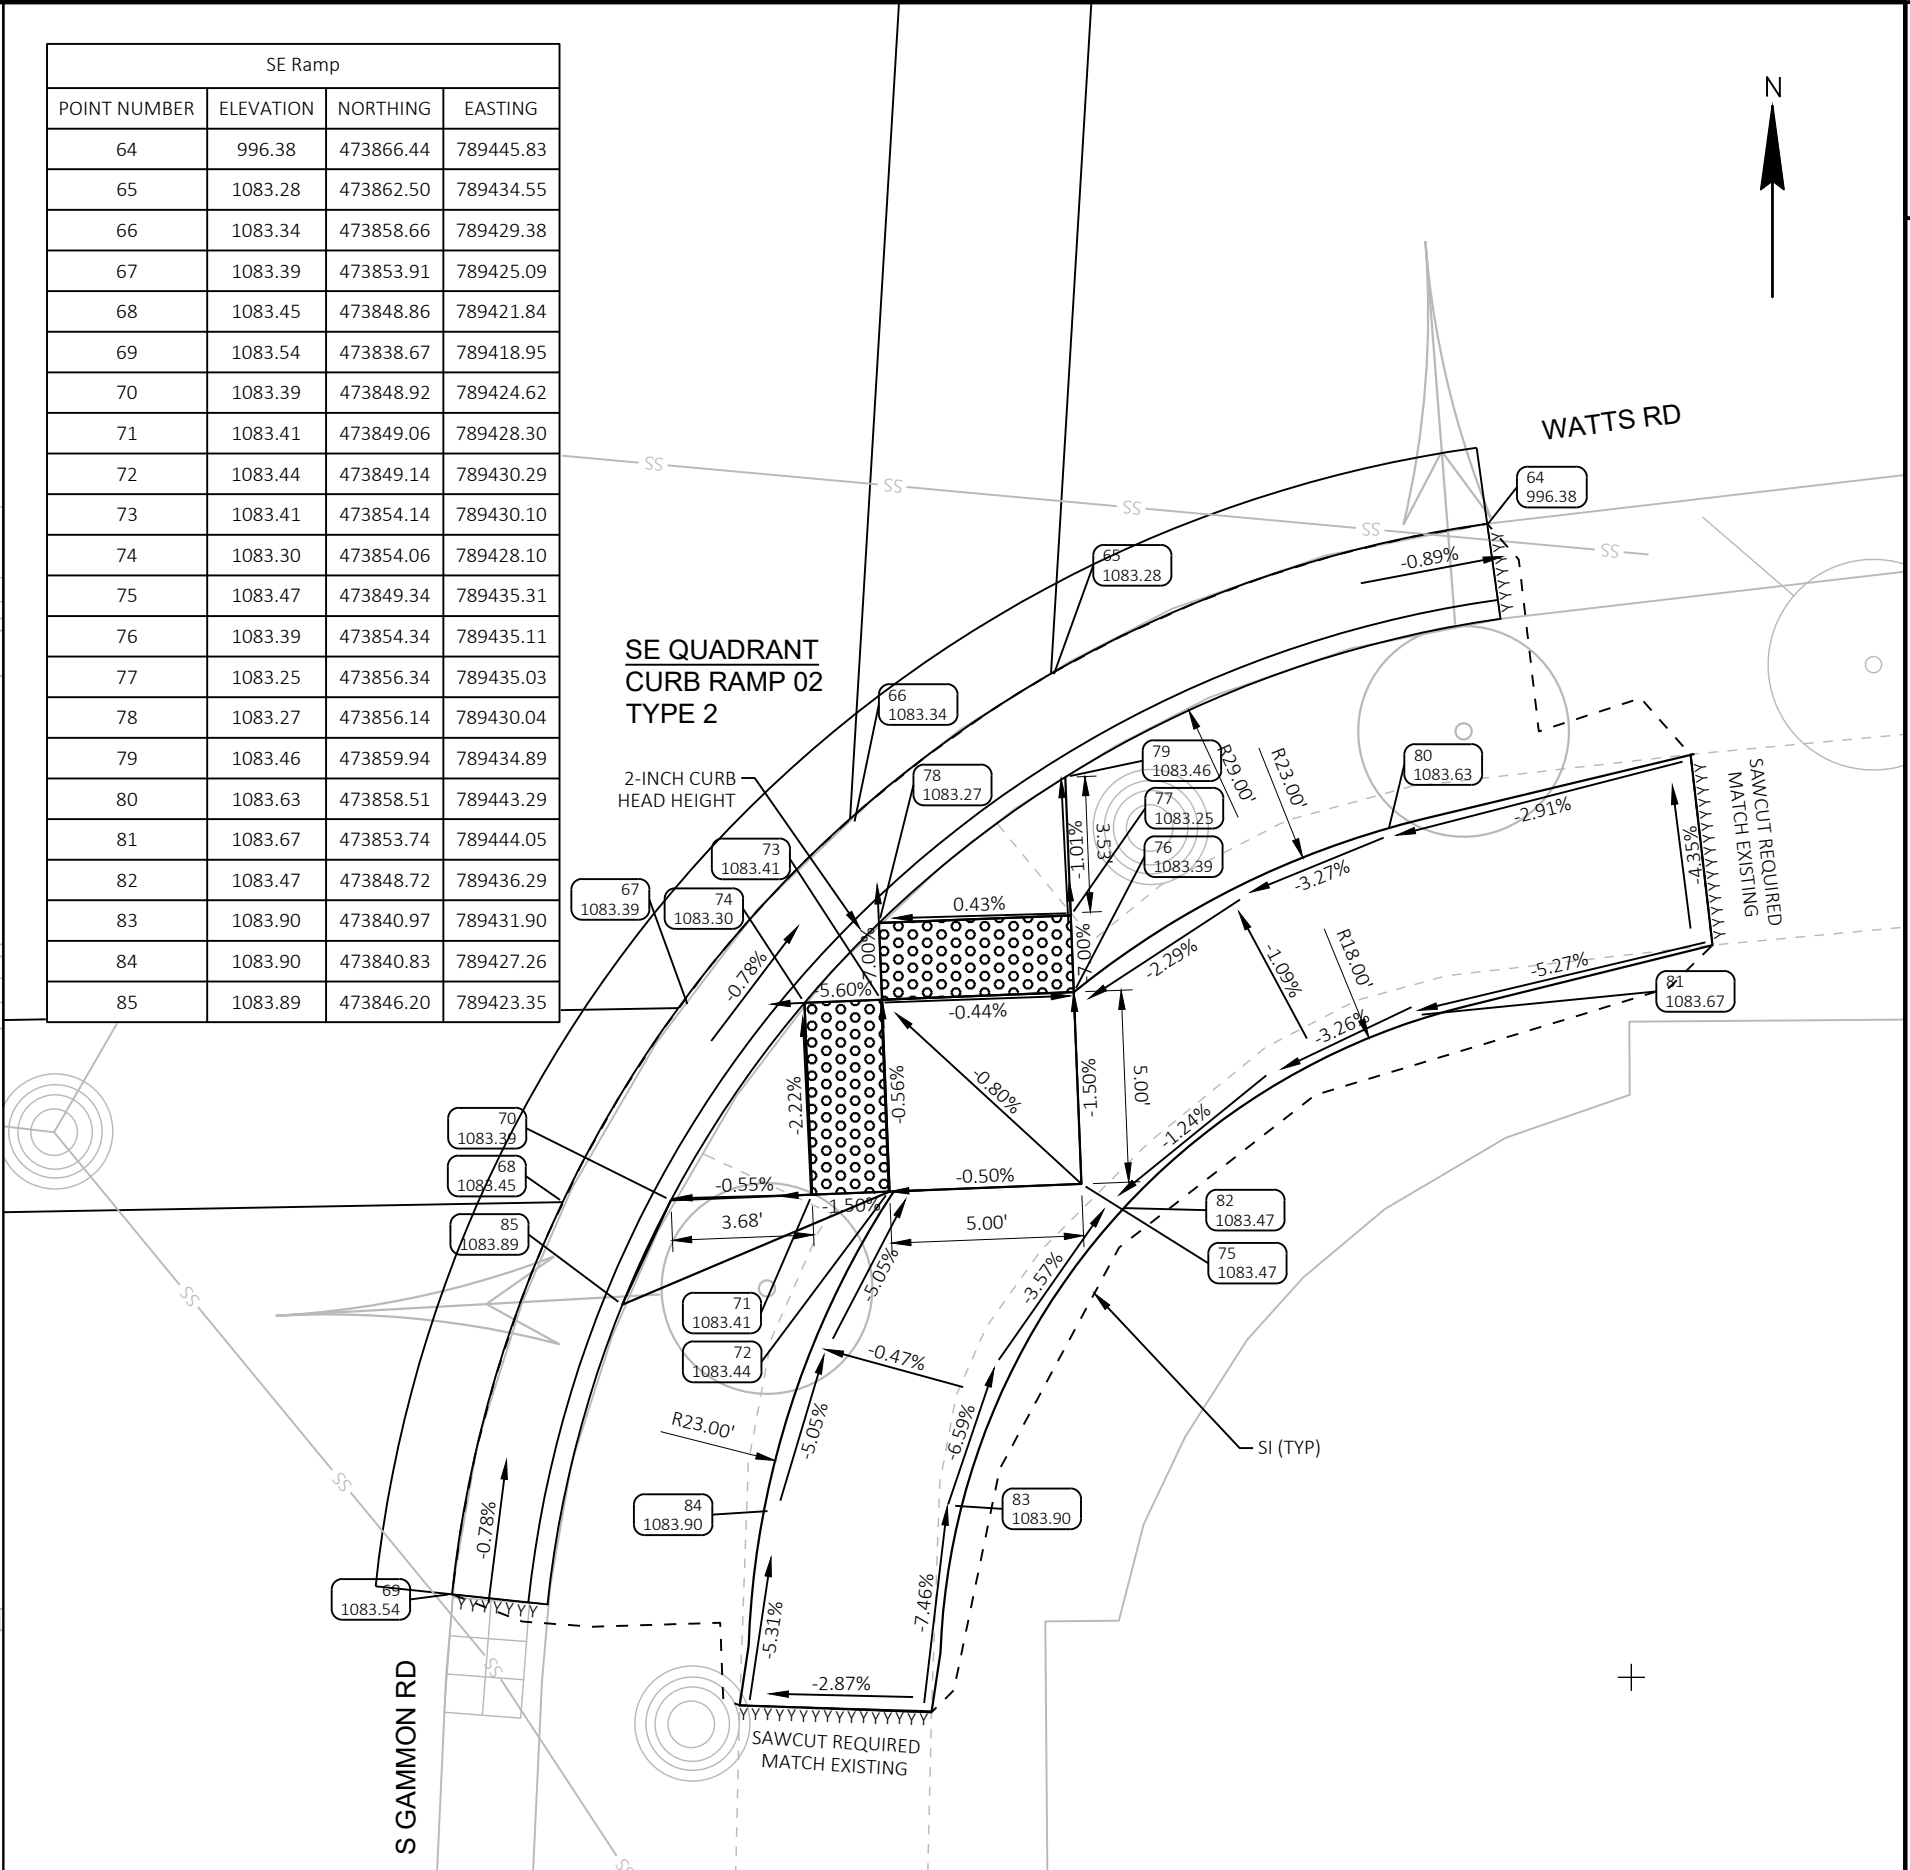 SE Ramp
POINT NUMBER ELEVATION NORTHING EASTING
64 996.38 473866.44 789445.83
65 1083.28 473862.50 789434.55
66 1083.34 473858.66 789429.38
67 1083.39 473853.91 789425.09
68 1083.45 473848.86 789421.84
69 1083.54 473838.67 789418.95
70 1083.39 473848.92 789424.62
71 1083.41 473849.06 789428.30
72 1083.44 473849.14 789430.29
73 1083.41 473854.14 789430.10
74 1083.30 473854.06 789428.10
75 1083.47 473849.34 789435.31
76 1083.39 473854.34 789435.11
77 1083.25 473856.34 789435.03
78 1083.27 473856.14 789430.04
79 1083.46 473859.94 789434.89
80 1083.63 473858.51 789443.29
81 1083.67 473853.74 789444.05
82 1083.47 473848.72 789436.29
83 1083.90 473840.97 789431.90
84 1083.90 473840.83 789427.26
85 1083.89 473846.20 789423.35
N
WATTS RD
SS
SS
SS
SS
SS
64
996.38
-0.89%
65
1083.28
SE QUADRANT
CURB RAMP 02
TYPE 2
66
1083.34
2-INCH CURB
HEAD HEIGHT
78
1083.27
79
1083.46
77
1083.25
76
1083.39
R29.00'
R23.00'
80
1083.63
-2.91%
SAWCUT REQUIRED
MATCH EXISTING
-4.35%
73
1083.41
67
1083.39
74
1083.30
3.53'
-1.01%
0.43%
-3.27%
-7.00%
-7.00%
-2.29%
-1.09%
R18.00'
-5.27%
81
1083.67
-0.78%
-5.60%
-0.44%
-3.26%
-2.22%
-0.56%
-0.80%
-1.50%
5.00'
-1.24%
70
1083.39
68
1083.45
85
1083.89
-0.55%
-1.50%
-0.50%
3.68'
5.00'
82
1083.47
75
1083.47
-5.05%
-3.57%
71
1083.41
72
1083.44
-0.47%
SS
R23.00'
-5.05%
-6.59%
SI (TYP)
SS
84
1083.90
83
1083.90
-0.78%
69
1083.54
-5.31%
-7.46%
-2.87%
SAWCUT REQUIRED
MATCH EXISTING
SS
S GAMMON RD
SS